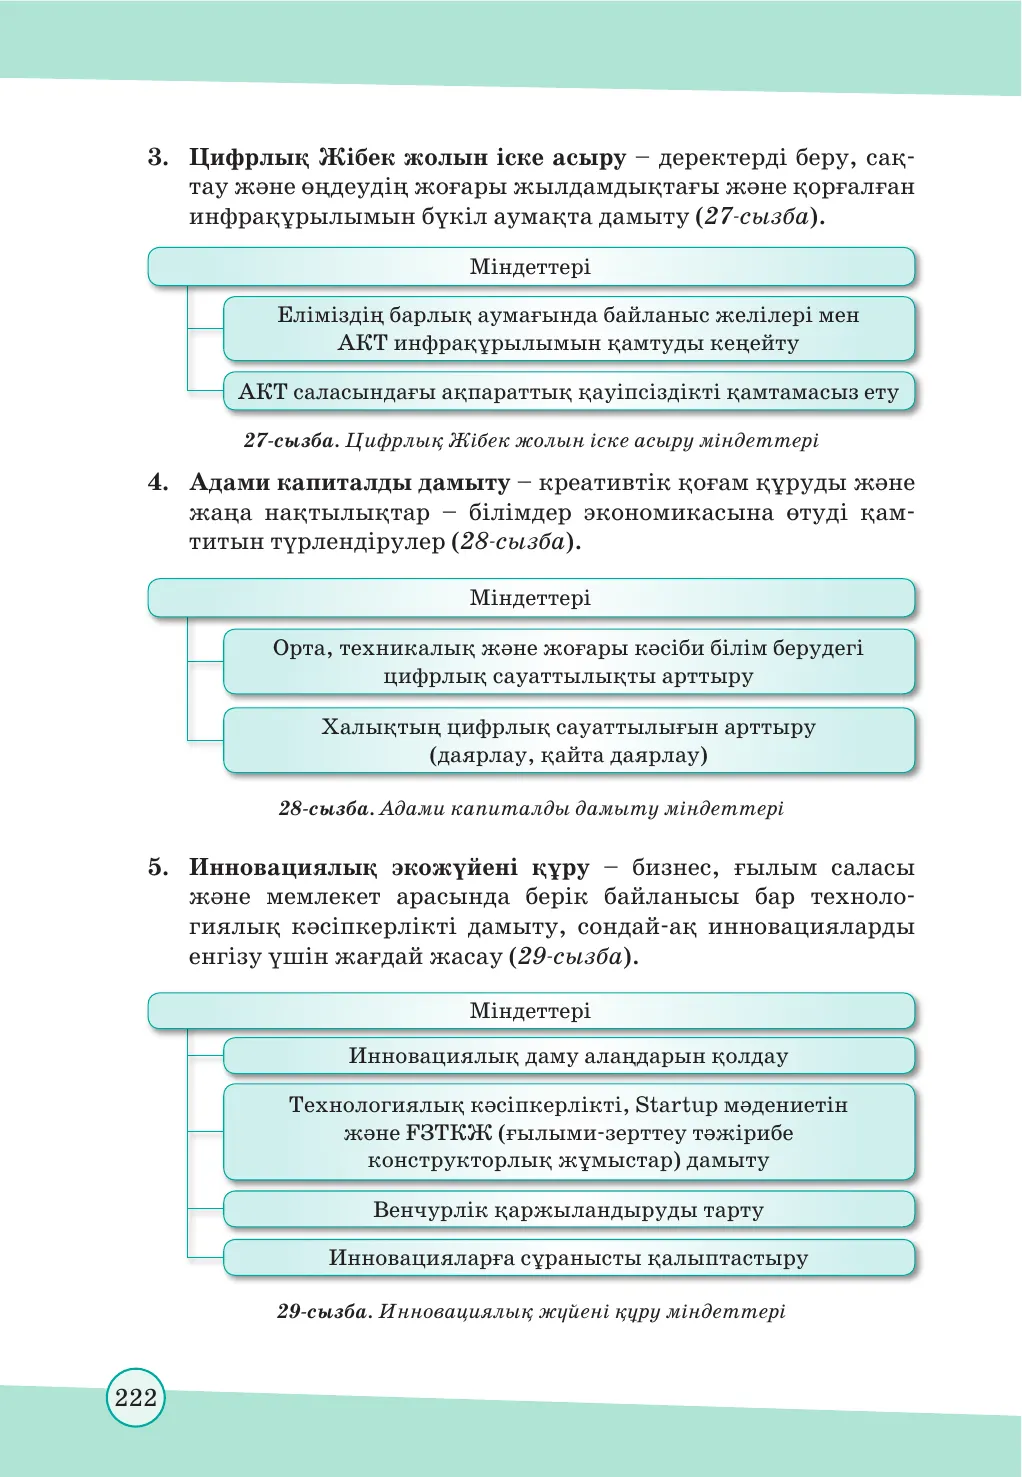 3. Цифрлық Жібек жолын іске асыру – деректерді беру, сақ-
тау және өңдеудің жоғары жылдамдықтағы және қорғалған
инфрақұрылымын бүкіл аумақта дамыту (27-сызба).
Міндеттері
Еліміздің барлық аумағында байланыс желілері мен
АКТ инфрақұрылымын қамтуды кеңейту
АКТ саласындағы ақпараттық қауіпсіздікті қамтамасыз ету
27-сызба. Цифрлық Жібек жолын іске асыру міндеттері
4. Адами капиталды дамыту – креативтік қоғам құруды және
жаңа нақтылықтар – білімдер экономикасына өтуді қам-
титын түрлендірулер (28-сызба).
Міндеттері
Орта, техникалық және жоғары кәсіби білім берудегі
цифрлық сауаттылықты арттыру
Халықтың цифрлық сауаттылығын арттыру
(даярлау, қайта даярлау)
28-сызба. Адами капиталды дамыту міндеттері
5. Инновациялық экожүйені құру – бизнес, ғылым саласы
және мемлекет арасында берік байланысы бар техноло-
гиялық кәсіпкерлікті дамыту, сондай-ақ инновацияларды
енгізу үшін жағдай жасау (29-сызба).
Міндеттері
Инновациялық даму алаңдарын қолдау
Технологиялық кәсіпкерлікті, Startup мәдениетін
және ҒЗТКЖ (ғылыми-зерттеу тәжірибе
конструкторлық жұмыстар) дамыту
Венчурлік қаржыландыруды тарту
Инновацияларға сұранысты қалыптастыру
29-сызба. Инновациялық жүйені құру міндеттері
222